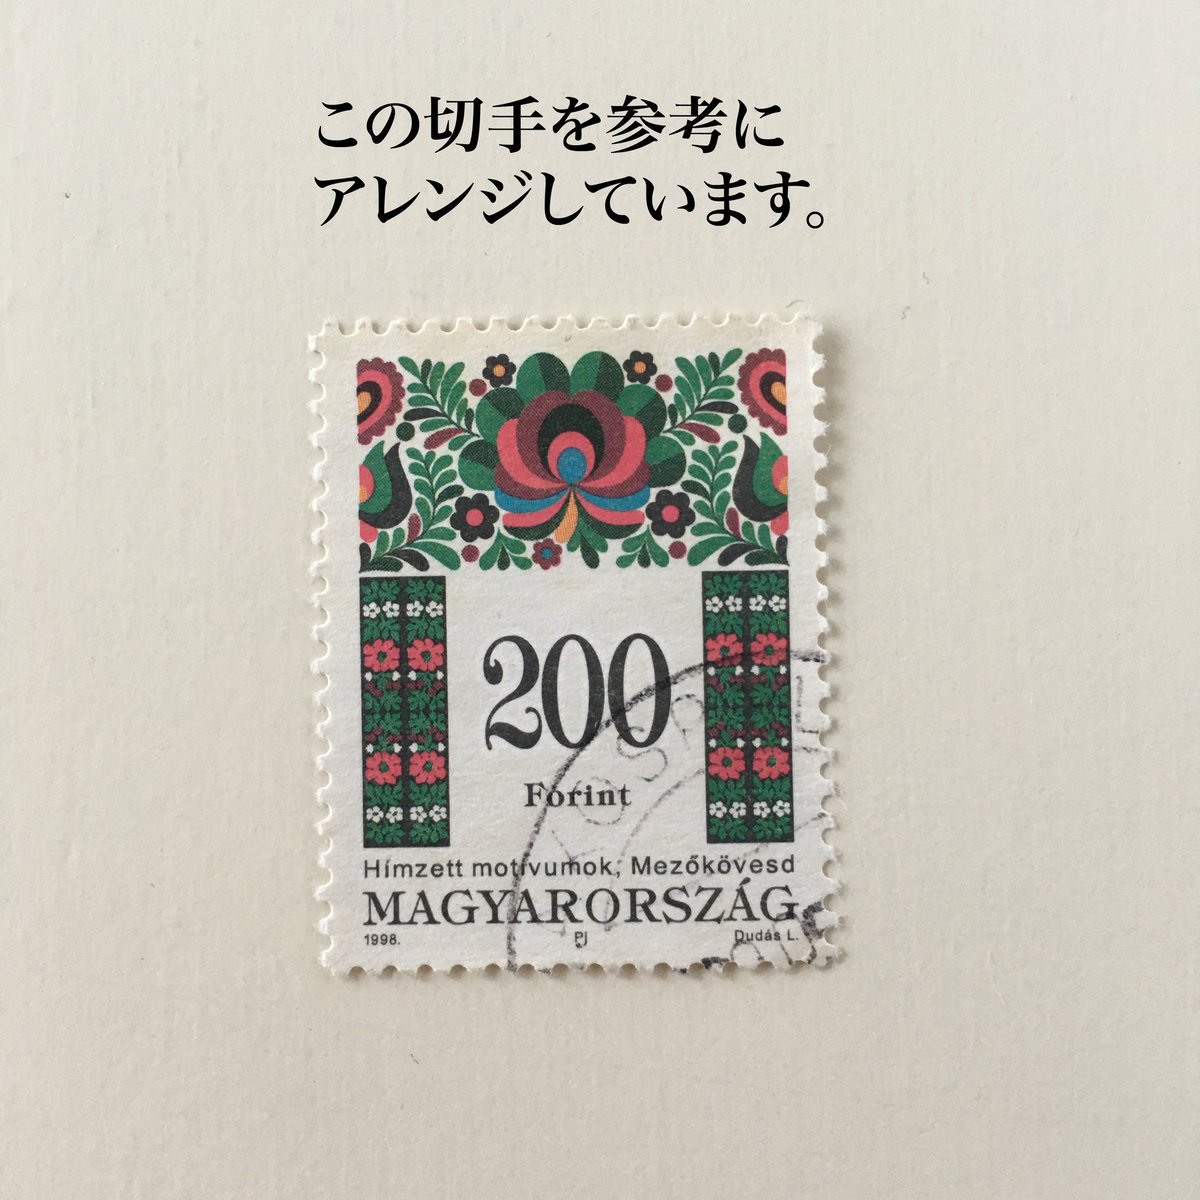 この切手を参考に
アレンジしています。
200
Forint
Hímzett motívumok; Mezőkövesd
MAGYARORSZÁG
1998. Pj Dudás L.